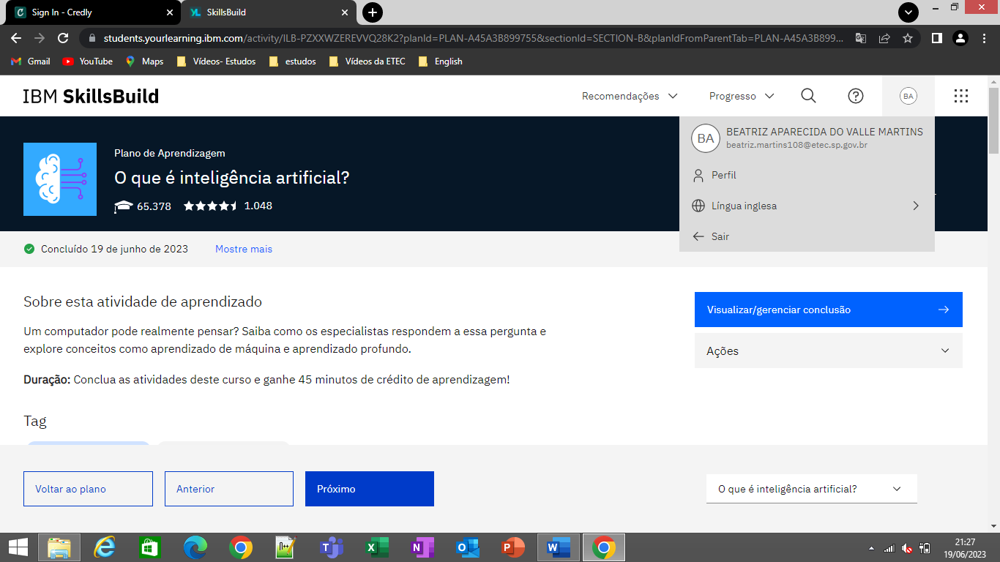 Sign In - Credly
SkillsBuild
students.yourlearning.ibm.com/activity/ILB-PZXXWZEREVVQ28K2?planId=PLAN-A45A3B899755&sectionId=SECTION-B&planIdFromParentTab=PLAN-A45A3B899...
Gmail YouTube Maps Vídeos- Estudos estudos Vídeos da ETEC English
IBM SkillsBuild
Recomendações Progresso BA
BA BEATRIZ APARECIDA DO VALLE MARTINS
beatriz.martins108@etec.sp.gov.br
Perfil
Língua inglesa
Sair
Plano de Aprendizagem
O que é inteligência artificial?
65.378 1.048
Concluído 19 de junho de 2023 Mostre mais
Sobre esta atividade de aprendizado
Um computador pode realmente pensar? Saiba como os especialistas respondem a essa pergunta e
explore conceitos como aprendizado de máquina e aprendizado profundo.
Duração: Conclua as atividades deste curso e ganhe 45 minutos de crédito de aprendizagem!
Tag
Visualizar/gerenciar conclusão
Ações
Voltar ao plano Anterior Próximo
O que é inteligência artificial?
21:27
19/06/2023